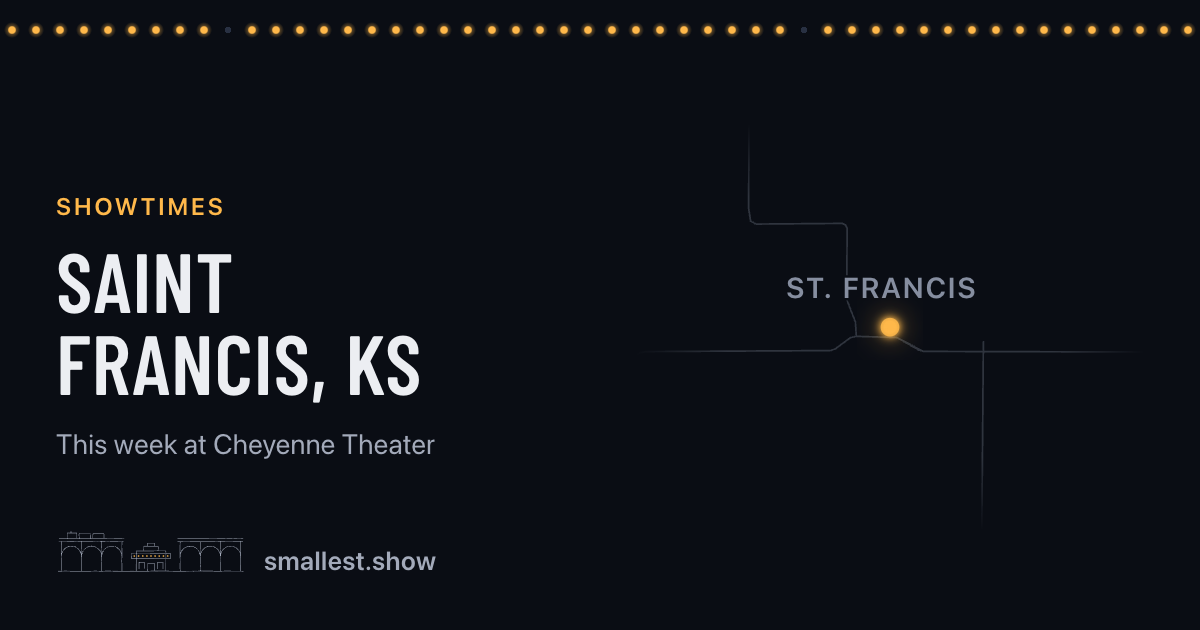 SHOWTIMES
SAINT
FRANCIS, KS
This week at Cheyenne Theater
smallest.show
ST. FRANCIS